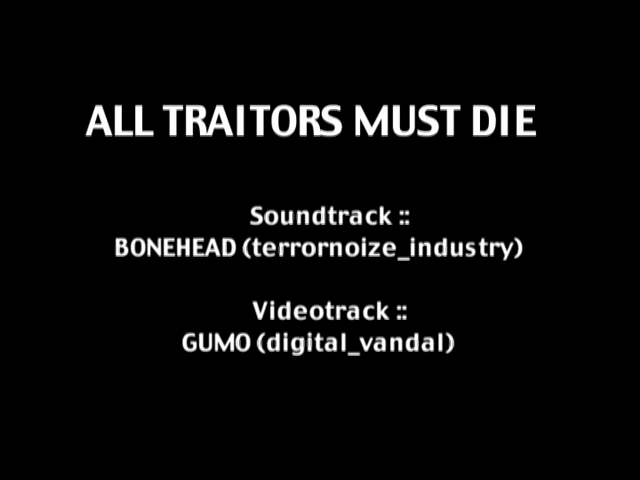 ALL TRAITORS MUST DIE
Soundtrack ::
BONEHEAD (terrornoize_industry)
Videotrack ::
GUMO (digital_vandal)